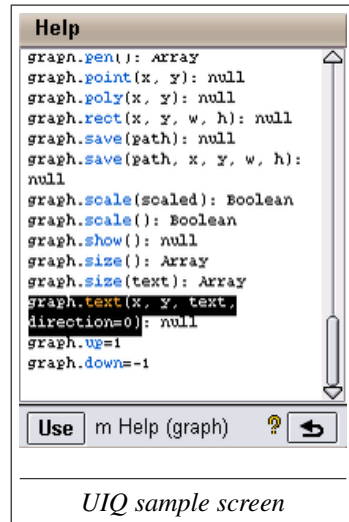 Help
graph.pen(): Array
graph.point(x, y): null
graph.poly(x, y): null
graph.rect(x, y, w, h): null
graph.save(path): null
graph.save(path, x, y, w, h):
null
graph.scale(scaled): Boolean
graph.scale(): Boolean
graph.show(): null
graph.size(): Array
graph.size(text): Array
graph.text(x, y, text,
direction=0): null
graph.up=1
graph.down=-1
Use m Help (graph) ?
UIQ sample screen